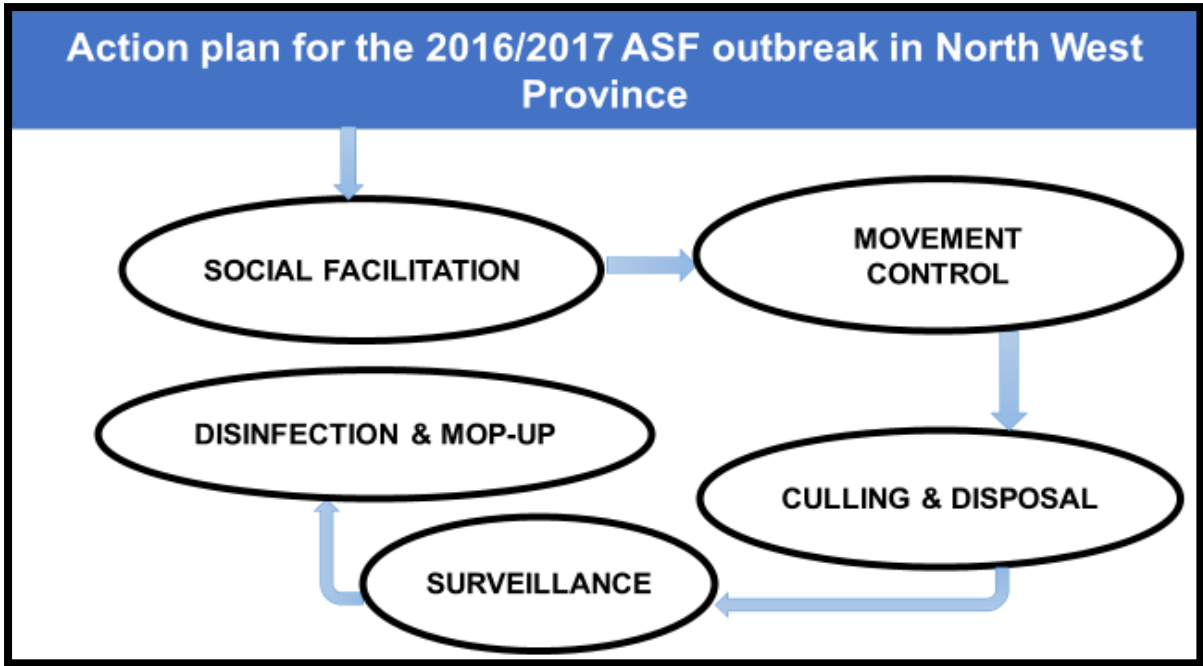 Action plan for the 2016/2017 ASF outbreak in North West
Province
SOCIAL FACILITATION
MOVEMENT
CONTROL
CULLING & DISPOSAL
SURVEILLANCE
DISINFECTION & MOP-UP